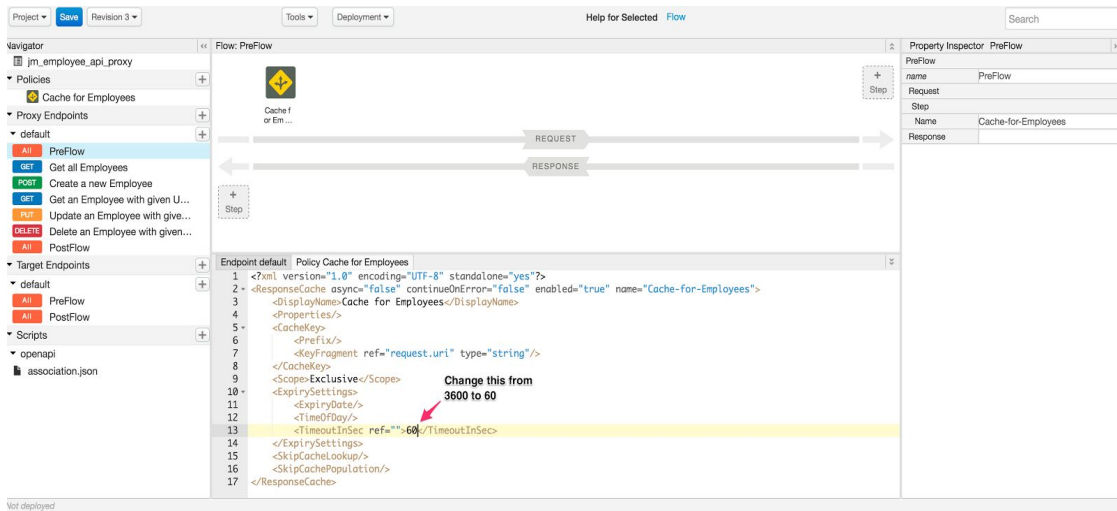 Project
Save
Revision 3
Tools
Deployment
Help for Selected Flow
Search
Navigator
jm_employee_api_proxy
Policies
Cache for Employees
Proxy Endpoints
default
All PreFlow
GET Get all Employees
POST Create a new Employee
GET Get an Employee with given U...
PUT Update an Employee with give...
DELETE Delete an Employee with given...
All PostFlow
Target Endpoints
default
All PreFlow
All PostFlow
Scripts
openapi
association.json
Flow: PreFlow
Cache f
or Em ...
+
Step
REQUEST
RESPONSE
+
Step
Endpoint default Policy Cache for Employees
1 <?xml version="1.0" encoding="UTF-8" standalone="yes"?>
2 <ResponseCache async="false" continueOnError="false" enabled="true" name="Cache-for-Employees">
3 <DisplayName>Cache for Employees</DisplayName>
4 <Properties/>
5 <CacheKey>
6 <Prefix/>
7 <KeyFragment ref="request.uri" type="string"/>
8 </CacheKey>
9 <Scope>Exclusive</Scope>
10 <ExpirySettings>
11 <ExpiryDate/>
12 <TimeOfDay/>
13 <TimeoutInSec ref="">60</TimeoutInSec>
14 </ExpirySettings>
15 <SkipCacheLookup/>
16 <SkipCachePopulation/>
17 </ResponseCache>
Change this from
3600 to 60
Property Inspector PreFlow
PreFlow
name PreFlow
Request
Step
Name Cache-for-Employees
Response
Not deployed